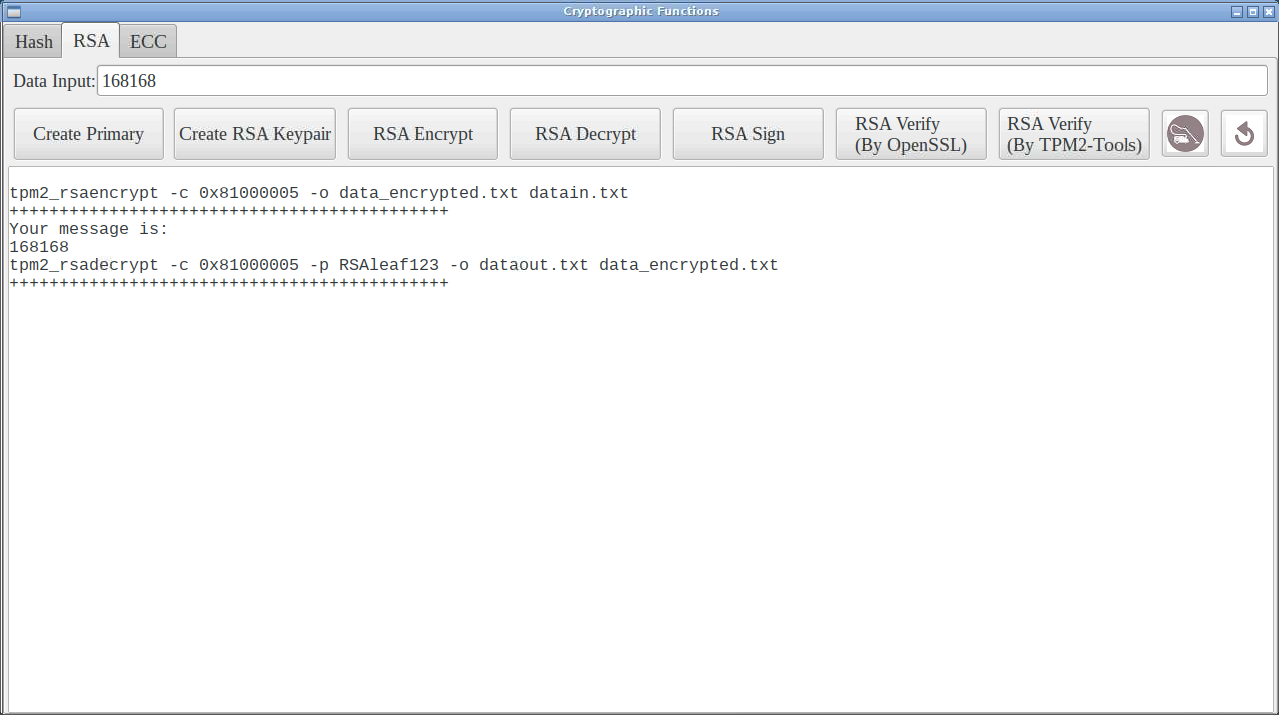 Cryptographic Functions
Hash RSA ECC
Data Input: 168168
Create Primary Create RSA Keypair RSA Encrypt RSA Decrypt RSA Sign RSA Verify (By OpenSSL) RSA Verify (By TPM2-Tools)
tpm2_rsaencrypt -c 0x81000005 -o data_encrypted.txt datain.txt
++++++++++++++++++++++++++++++++++++++++++++
Your message is:
168168
tpm2_rsadecrypt -c 0x81000005 -p RSAleaf123 -o dataout.txt data_encrypted.txt
++++++++++++++++++++++++++++++++++++++++++++